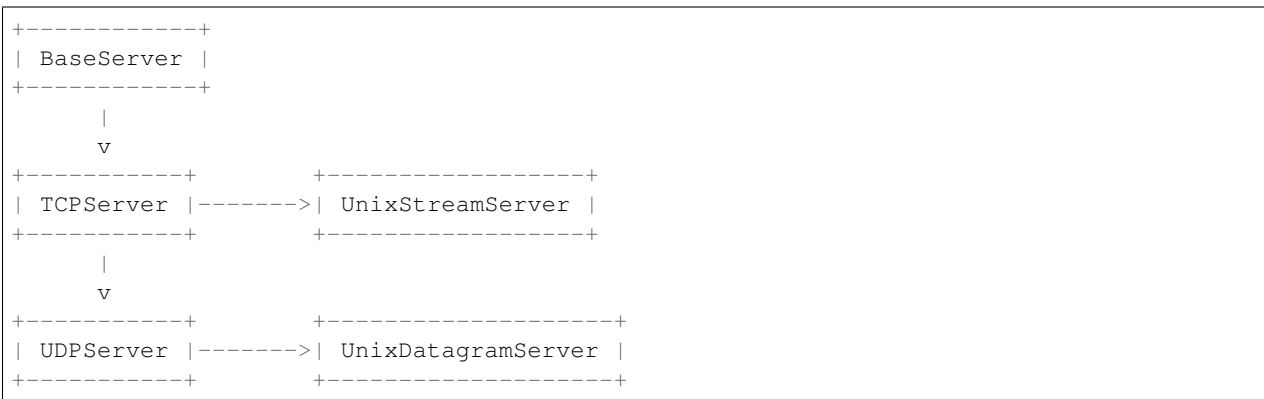 +------------+
| BaseServer |
+------------+
      |
      v
+-----------+        +------------------+
| TCPServer |------->| UnixStreamServer |
+-----------+        +------------------+
      |
      v
+-----------+        +--------------------+
| UDPServer |------->| UnixDatagramServer |
+-----------+        +--------------------+